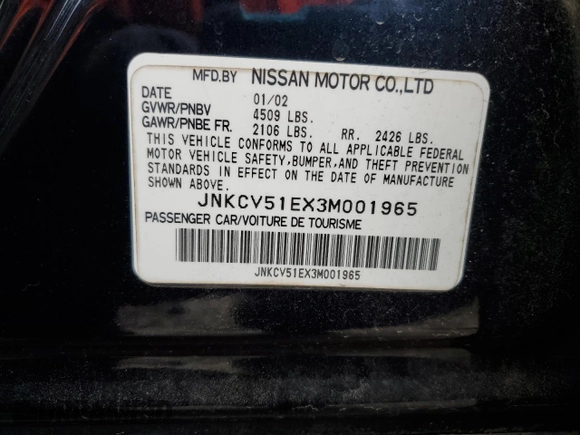 MFD.BY NISSAN MOTOR CO.,LTD
DATE 01/02
GVWR/PNBV 4509 LBS.
GAWR/PNBE FR. 2106 LBS. RR. 2426 LBS.
THIS VEHICLE CONFORMS TO ALL APPLICABLE FEDERAL
MOTOR VEHICLE SAFETY,BUMPER,AND THEFT PREVENTION
STANDARDS IN EFFECT ON THE DATE OF MANUFACTURE
SHOWN ABOVE.
JNKCV51EX3M001965
PASSENGER CAR/VOITURE DE TOURISME
JNKCV51EX3M001965